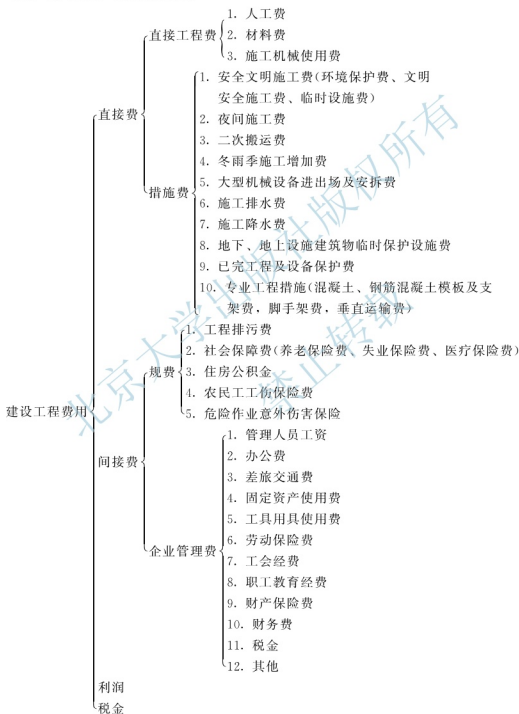 1. 人工费
直接工程费
2. 材料费
3. 施工机械使用费
1. 安全文明施工费(环境保护费、文明
安全施工费、临时设施费)
直接费
2. 夜间施工费
3. 二次搬运费
4. 冬雨季施工增加费
措施费
5. 大型机械设备进出场及安拆费
6. 施工排水费
7. 施工降水费
8. 地下、地上设施建筑物临时保护设施费
9. 已完工程及设备保护费
10. 专业工程措施(混凝土、钢筋混凝土模板及支
架费，脚手架费，垂直运输费)
1. 工程排污费
2. 社会保障费(养老保险费、失业保险费、医疗保险费)
规费
3. 住房公积金
4. 农民工工伤保险费
建设工程费用
5. 危险作业意外伤害保险
1. 管理人员工资
间接费
2. 办公费
3. 差旅交通费
4. 固定资产使用费
5. 工具用具使用费
企业管理费
6. 劳动保险费
7. 工会经费
8. 职工教育经费
9. 财产保险费
10. 财务费
11. 税金
12. 其他
利润
税金
北京大学出版社版权所有
禁止转载